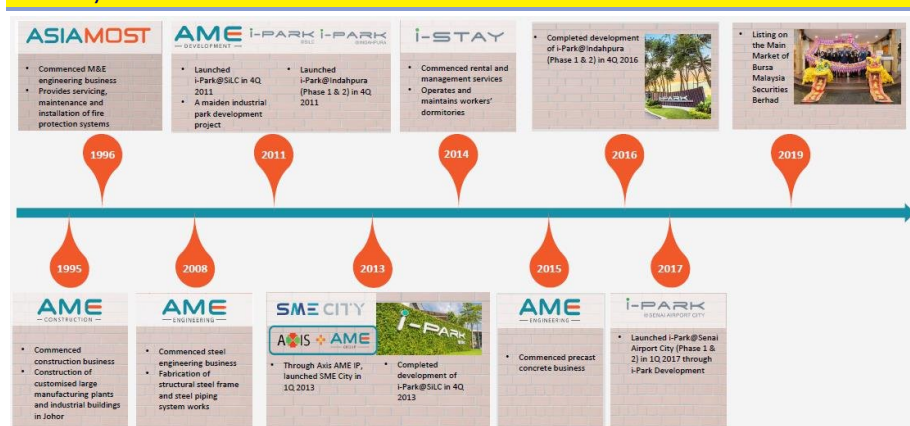 ASIAMOST
• Commenced M&E
engineering business
• Provides servicing,
maintenance and
installation of fire
protection systems
AME
DEVELOPMENT
i-PARK
i-PARK
• Launched
i-Park@SiLC in 4Q
2011
• A maiden industrial
park development
project
• Launched
i-Park@Indahpura
(Phase 1 & 2) in 4Q
2011
i-STAY
• Commenced rental and
management services
• Operates and
maintains workers'
dormitories
• Completed development
of i-Park@Indahpura
(Phase 1 & 2) in 4Q 2016
i-PARK
• Listing on
the Main
Market of
Bursa
Malaysia
Securities
Berhad
1996
2011
2014
2016
2019
1995
2008
2013
2015
2017
AME
CONSTRUCTION
• Commenced
construction business
• Construction of
customised large
manufacturing plants
and industrial buildings
in Johor
AME
ENGINEERING
• Commenced steel
engineering business
• Fabrication of
structural steel frame
and steel piping
system works
SME CITY
AXIS + AME
GROUP
• Through Axis AME IP,
launched SME City in
1Q 2013
i-PARK
• Completed
development of
i-Park@SiLC in 4Q
2013
AME
ENGINEERING
• Commenced precast
concrete business
i-PARK
@SENAI AIRPORT CITY
• Launched i-Park@Senai
Airport City (Phase 1 &
2) in 1Q 2017 through
i-Park Development